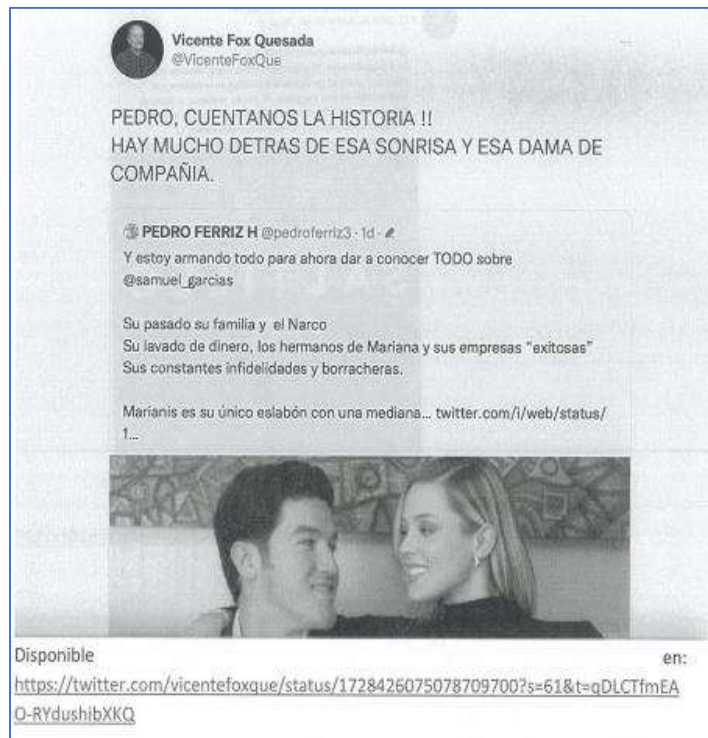 Vicente Fox Quesada
@VicenteFoxQue
PEDRO, CUENTANOS LA HISTORIA !!
HAY MUCHO DETRAS DE ESA SONRISA Y ESA DAMA DE
COMPAÑIA.
PEDRO FERRIZ H @pedroferriz3 · 1d ·
Y estoy armando todo para ahora dar a conocer TODO sobre
@samuel_garcias
Su pasado su familia y el Narco
Su lavado de dinero, los hermanos de Mariana y sus empresas "exitosas"
Sus constantes infidelidades y borracheras.
Marianis es su único eslabón con una mediana... twitter.com/i/web/status/
1...
Disponible en:
https://twitter.com/vicentefoxque/status/1728426075078709700?s=61&t=qDLCTfmEA
O-RYdushibXKQ